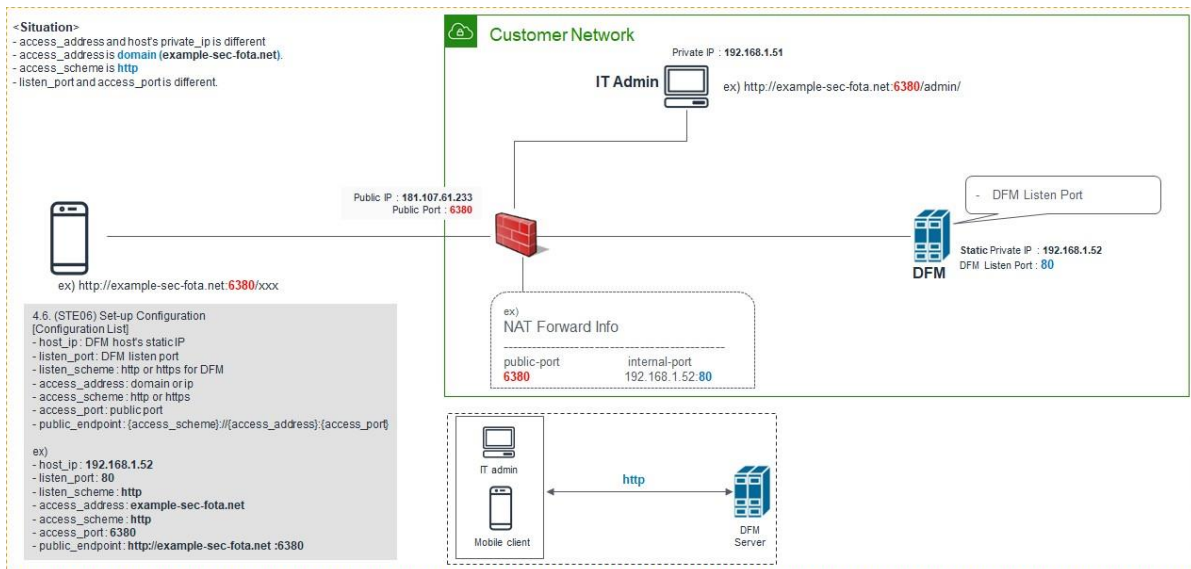 <Situation>
- access_address and host's private_ip is different
- access_address is domain (example-sec-fota.net).
- access_scheme is http
- listen_port and access_port is different.
Customer Network
Private IP : 192.168.1.51
IT Admin
ex) http://example-sec-fota.net:6380/admin/
Public IP : 181.107.61.233
Public Port : 6380
- DFM Listen Port
Static Private IP : 192.168.1.52
DFM Listen Port : 80
DFM
ex) http://example-sec-fota.net:6380/xxx
ex)
NAT Forward Info
public-port internal-port
6380 192.168.1.52:80
4.6. (STE06) Set-up Configuration
[Configuration List]
- host_ip : DFM host's static IP
- listen_port : DFM listen port
- listen_scheme : http or https for DFM
- access_address : domain or ip
- access_scheme : http or https
- access_port : public port
- public_endpoint : {access_scheme}://{access_address}:{access_port}
ex)
- host_ip : 192.168.1.52
- listen_port : 80
- listen_scheme : http
- access_address : example-sec-fota.net
- access_scheme : http
- access_port : 6380
- public_endpoint : http://example-sec-fota.net :6380
IT admin
Mobile client
http
DFM
Server